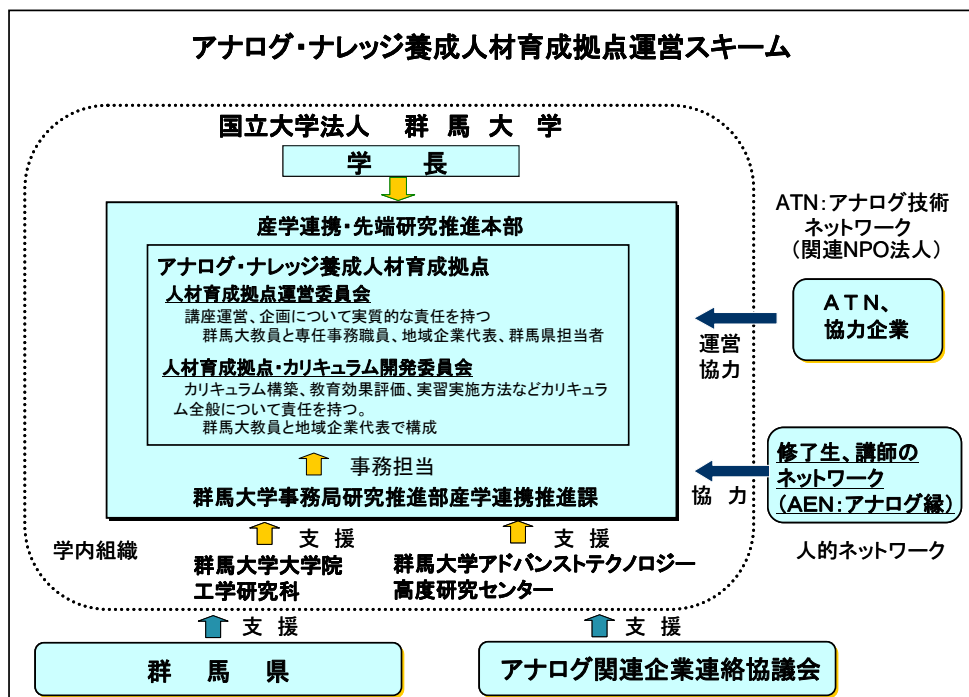 アナログ・ナレッジ養成人材育成拠点運営スキーム
国立大学法人　群 馬 大 学
学　　長
産学連携・先端研究推進本部
アナログ・ナレッジ養成人材育成拠点
人材育成拠点運営委員会
講座運営、企画について実質的な責任を持つ
群馬大教員と専任事務職員、地域企業代表、群馬県担当者
人材育成拠点・カリキュラム開発委員会
カリキュラム構築、教育効果評価、実習実施方法などカリキュラ
ム全般について責任を持つ。
群馬大教員と地域企業代表で構成
事務担当
群馬大学事務局研究推進部産学連携推進課
ATN:アナログ技術
ネットワーク
(関連NPO法人)
ATN、
協力企業
運営
協力
修了生、講師の
ネットワーク
(AEN:アナログ縁)
協 力
人的ネットワーク
学内組織
支 援
群馬大学大学院
工学研究科
支 援
群馬大学アドバンストテクノロジー
高度研究センター
支 援
群　馬　県
支 援
アナログ関連企業連絡協議会